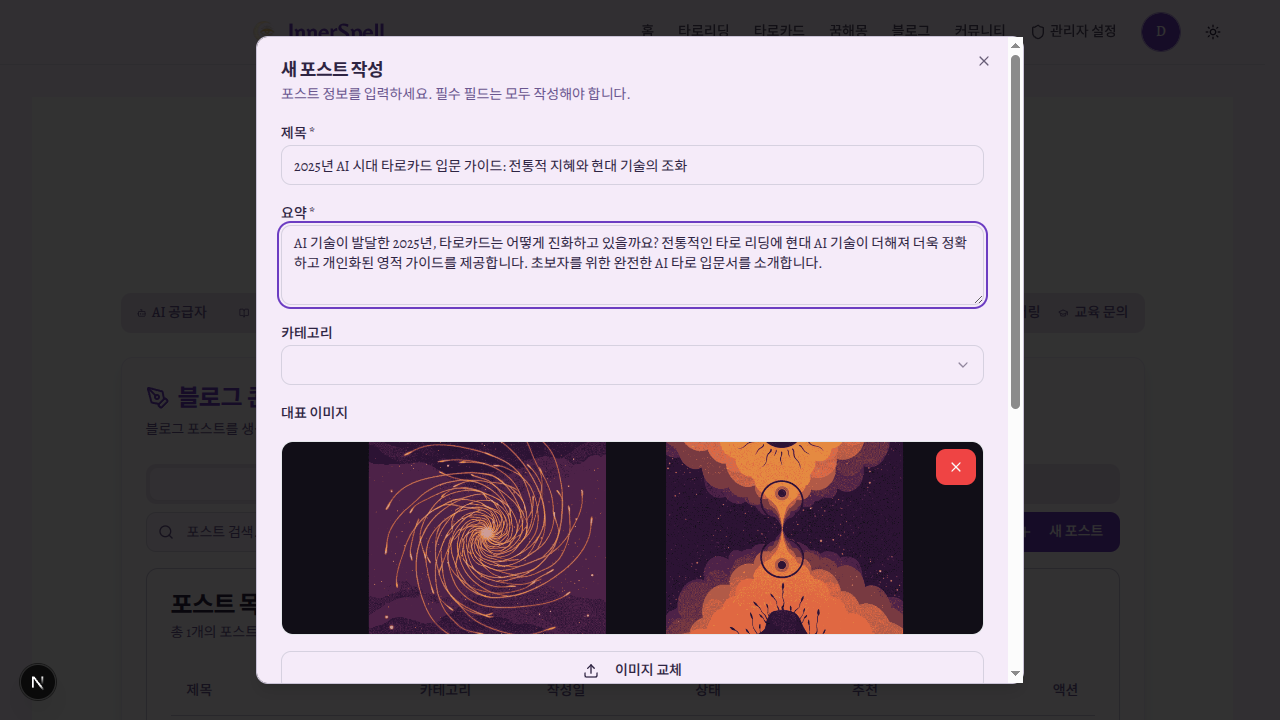 InnerSpell
홈 타로리딩 타로카드 꿈해몽 블로그 커뮤니티 관리자 설정 D
새 포스트 작성
포스트 정보를 입력하세요. 필수 필드는 모두 작성해야 합니다.
제목 *
2025년 AI 시대 타로카드 입문 가이드: 전통적 지혜와 현대 기술의 조화
요약 *
AI 기술이 발달한 2025년, 타로카드는 어떻게 진화하고 있을까요? 전통적인 타로 리딩에 현대 AI 기술이 더해져 더욱 정확
하고 개인화된 영적 가이드를 제공합니다. 초보자를 위한 완전한 AI 타로 입문서를 소개합니다.
AI 공급자
교육 문의
카테고리
블로그
블로그 포스트를
대표 이미지
포스트 검색
새 포스트
포스트
총 1개의 포스트
이미지 교체
제목 카테고리 작성일 상태 추천 액션
N